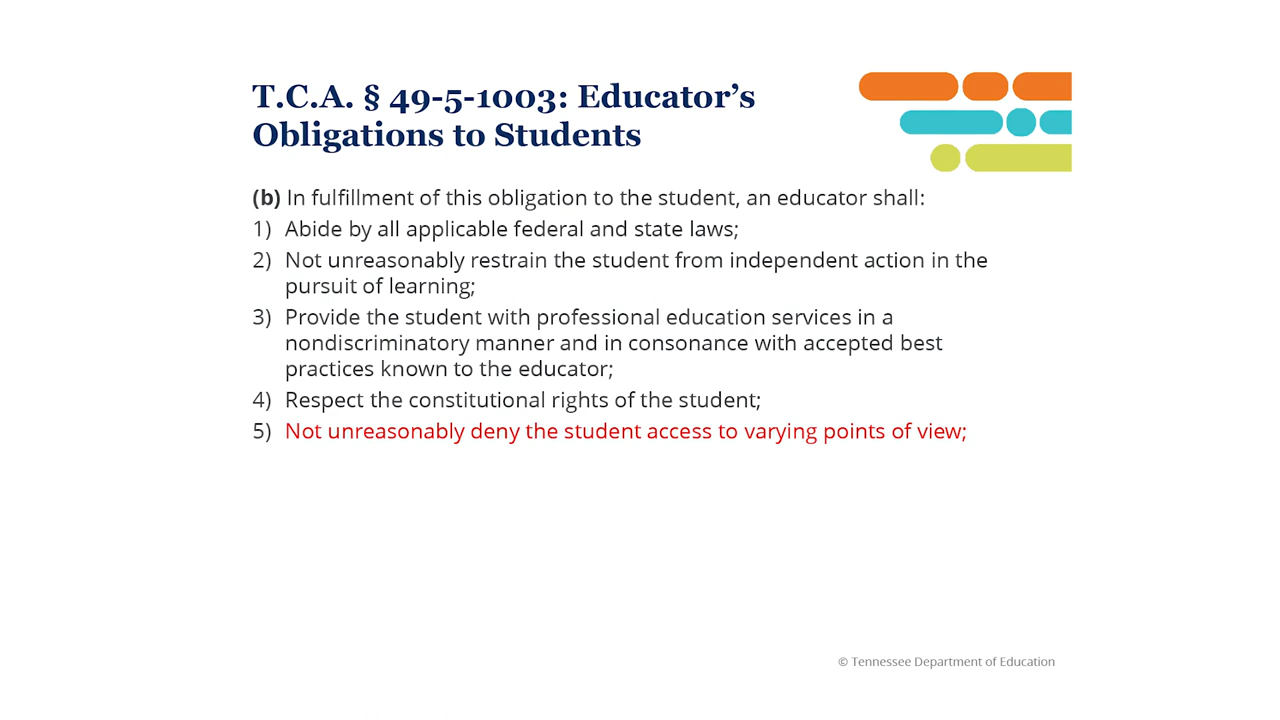 T.C.A. § 49-5-1003: Educator’s
Obligations to Students
(b) In fulfillment of this obligation to the student, an educator shall:
1) Abide by all applicable federal and state laws;
2) Not unreasonably restrain the student from independent action in the
pursuit of learning;
3) Provide the student with professional education services in a
nondiscriminatory manner and in consonance with accepted best
practices known to the educator;
4) Respect the constitutional rights of the student;
5) Not unreasonably deny the student access to varying points of view;
© Tennessee Department of Education